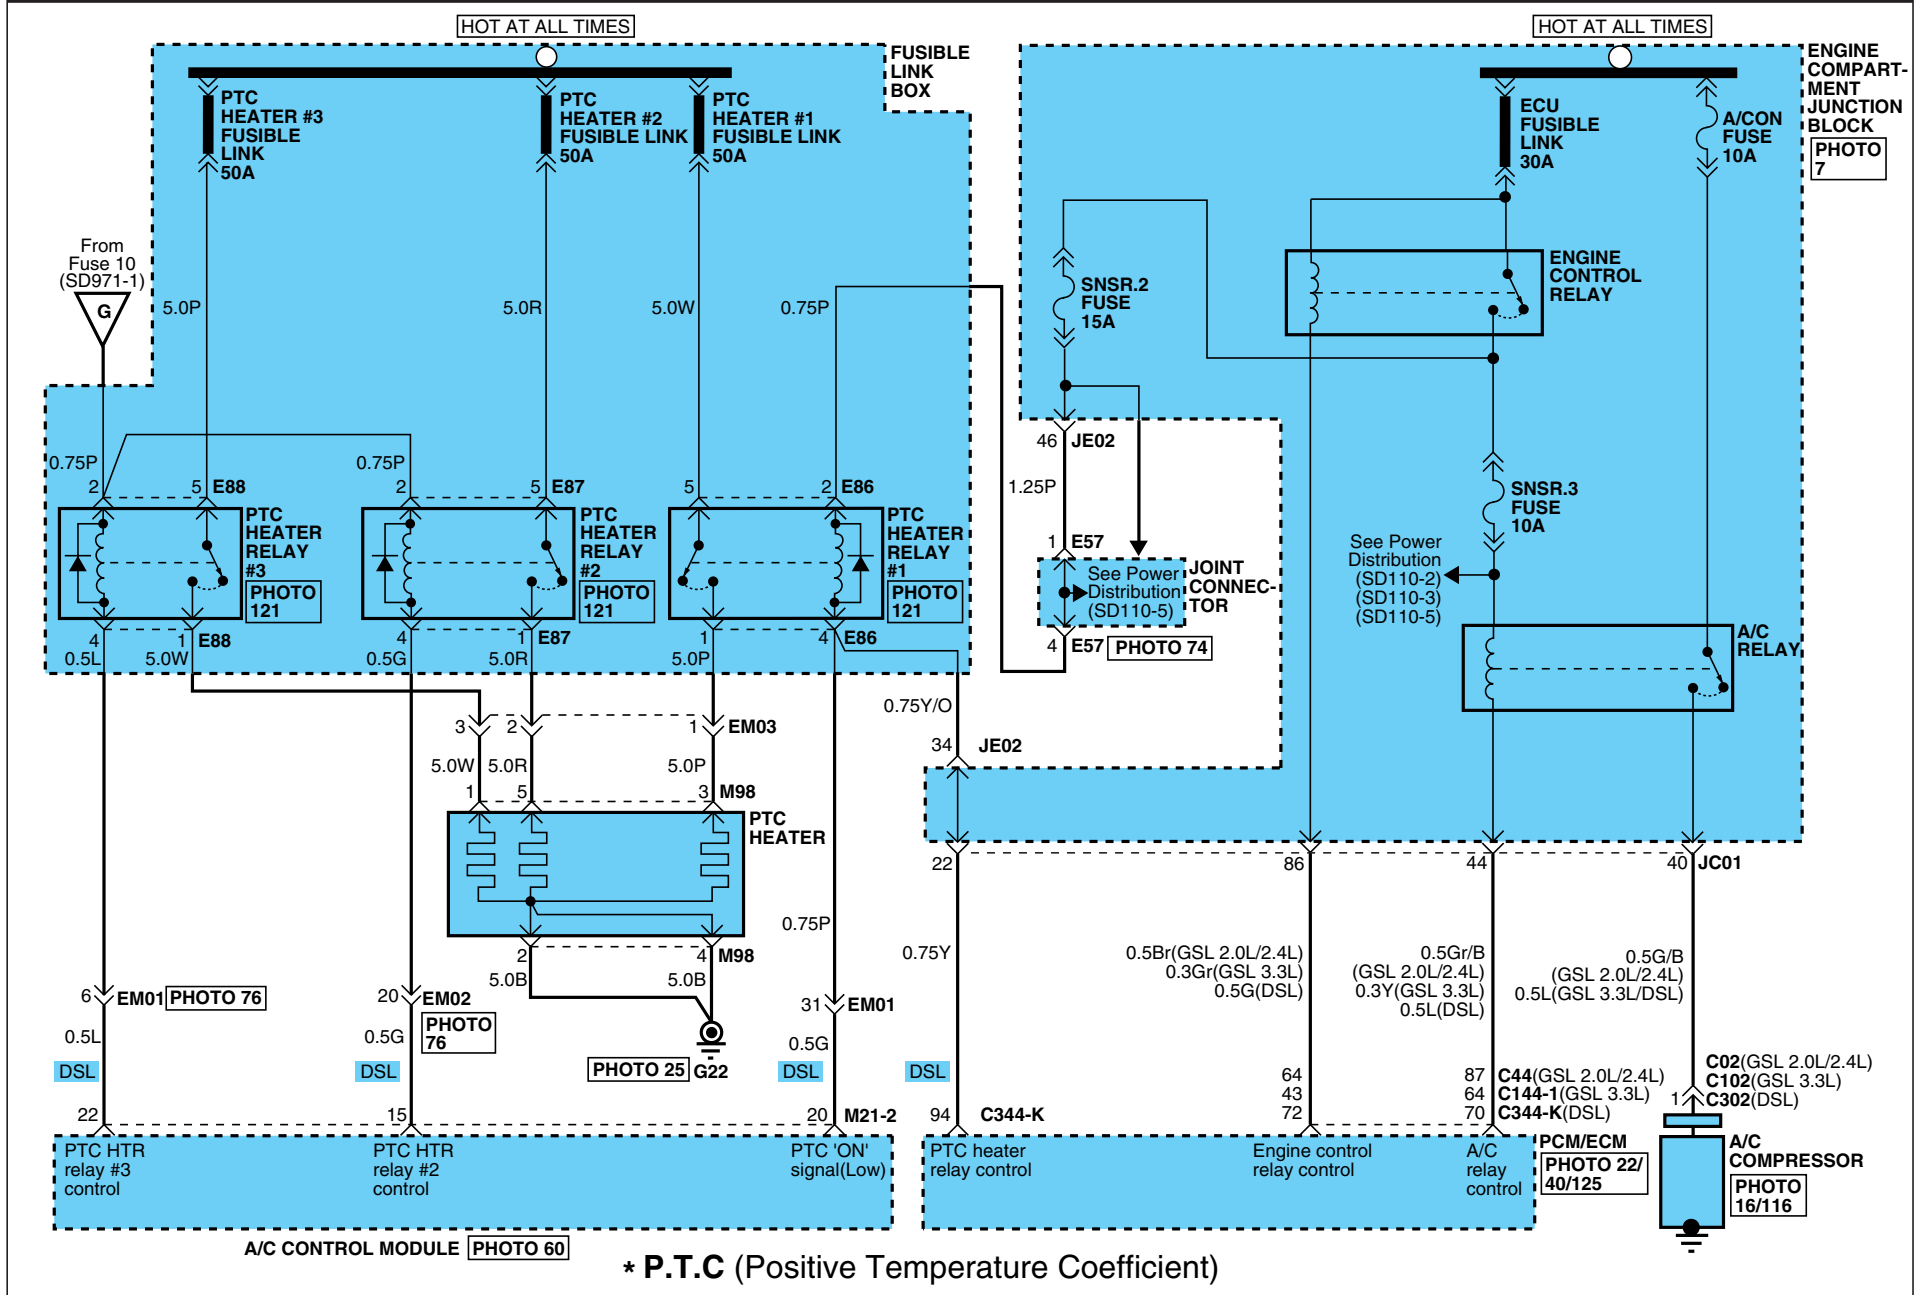 HOT AT ALL TIMES
HOT AT ALL TIMES
FUSIBLE
LINK
BOX
PTC
HEATER #3
FUSIBLE
LINK
50A
PTC
HEATER #2
FUSIBLE LINK
50A
PTC
HEATER #1
FUSIBLE LINK
50A
ECU
FUSIBLE
LINK
30A
A/CON
FUSE
10A
ENGINE
COMPART-
MENT
JUNCTION
BLOCK
PHOTO
7
From
Fuse 10
(SD971-1)
G
5.0P
5.0R
5.0W
0.75P
SNSR.2
FUSE
15A
ENGINE
CONTROL
RELAY
0.75P
0.75P
2
5 E88
2
5 E87
5
2 E86
46 JE02
1.25P
SNSR.3
FUSE
10A
PTC
HEATER
RELAY
#3
PHOTO
121
PTC
HEATER
RELAY
#2
PHOTO
121
PTC
HEATER
RELAY
#1
PHOTO
121
1 E57
See Power
Distribution
(SD110-5)
JOINT
CONNEC-
TOR
4 E57 PHOTO 74
See Power
Distribution
(SD110-2)
(SD110-3)
(SD110-5)
A/C
RELAY
4
1 E88
4
1 E87
1
4 E86
0.5L
5.0W
0.5G
5.0R
5.0P
0.75Y/O
3
2
1 EM03
34 JE02
5.0W
5.0R
5.0P
1
5
3 M98
PTC
HEATER
22
86
44
40 JC01
0.75P
2
4 M98
5.0B
5.0B
0.75Y
0.5Br(GSL 2.0L/2.4L)
0.3Gr(GSL 3.3L)
0.5G(DSL)
0.5Gr/B
(GSL 2.0L/2.4L)
0.3Y(GSL 3.3L)
0.5L(DSL)
0.5G/B
(GSL 2.0L/2.4L)
0.5L(GSL 3.3L/DSL)
6 EM01 PHOTO 76
20 EM02
PHOTO
76
31 EM01
0.5L
0.5G
0.5G
PHOTO 25 G22
DSL
DSL
DSL
DSL
64
43
72
87 C44(GSL 2.0L/2.4L)
64 C144-1(GSL 3.3L)
70 C344-K(DSL)
C02(GSL 2.0L/2.4L)
C102(GSL 3.3L)
1 C302(DSL)
22
15
20 M21-2
94 C344-K
PTC HTR
relay #3
control
PTC HTR
relay #2
control
PTC 'ON'
signal(Low)
PTC heater
relay control
Engine control
relay control
A/C
relay
control
PCM/ECM
PHOTO 22/
40/125
A/C
COMPRESSOR
PHOTO
16/116
A/C CONTROL MODULE PHOTO 60
* P.T.C (Positive Temperature Coefficient)